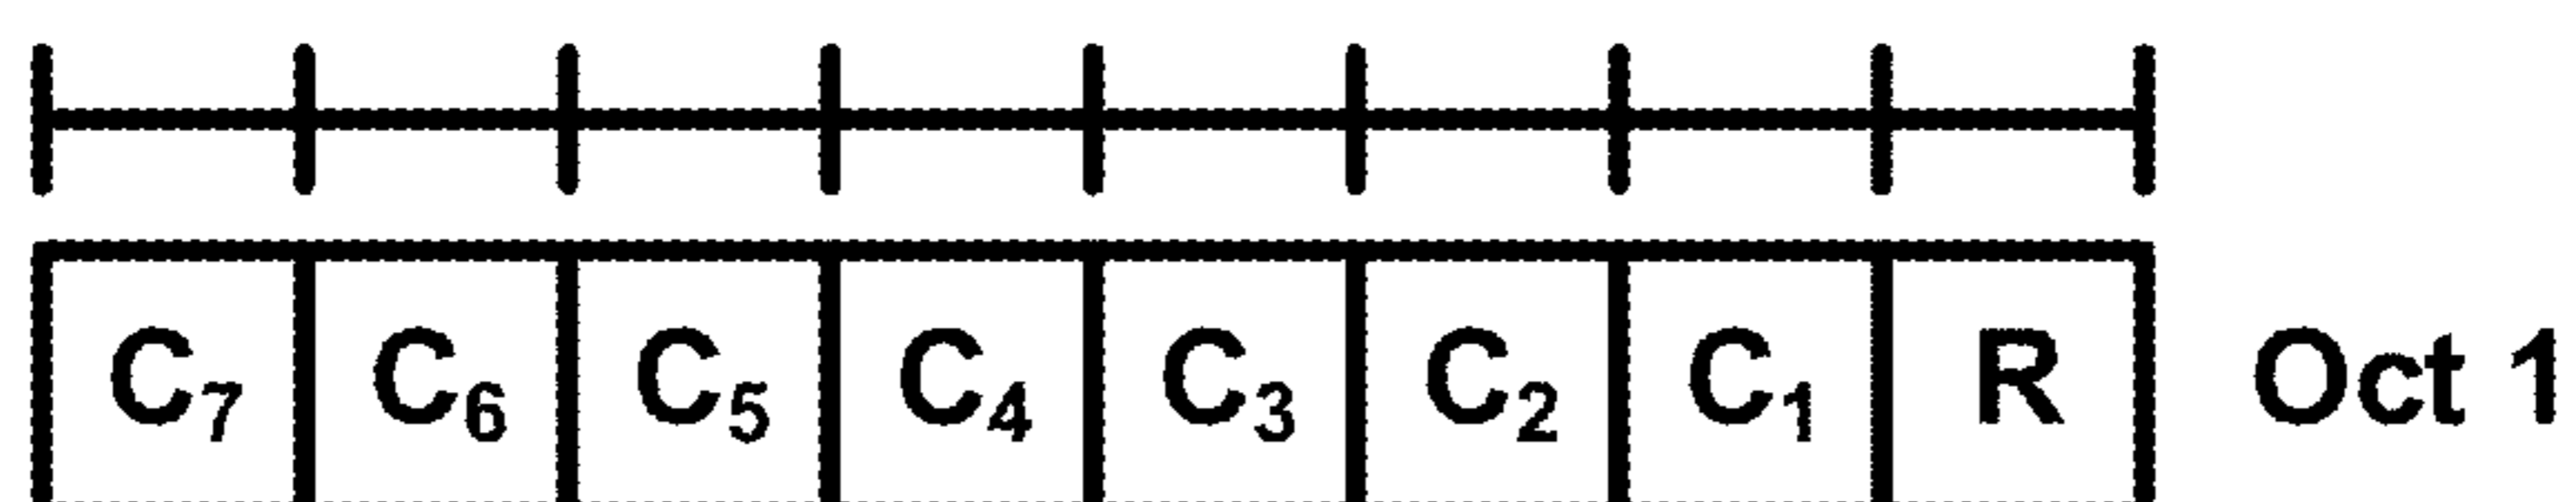 C₇ C₆ C₅ C₄ C₃ C₂ C₁ R Oct 1